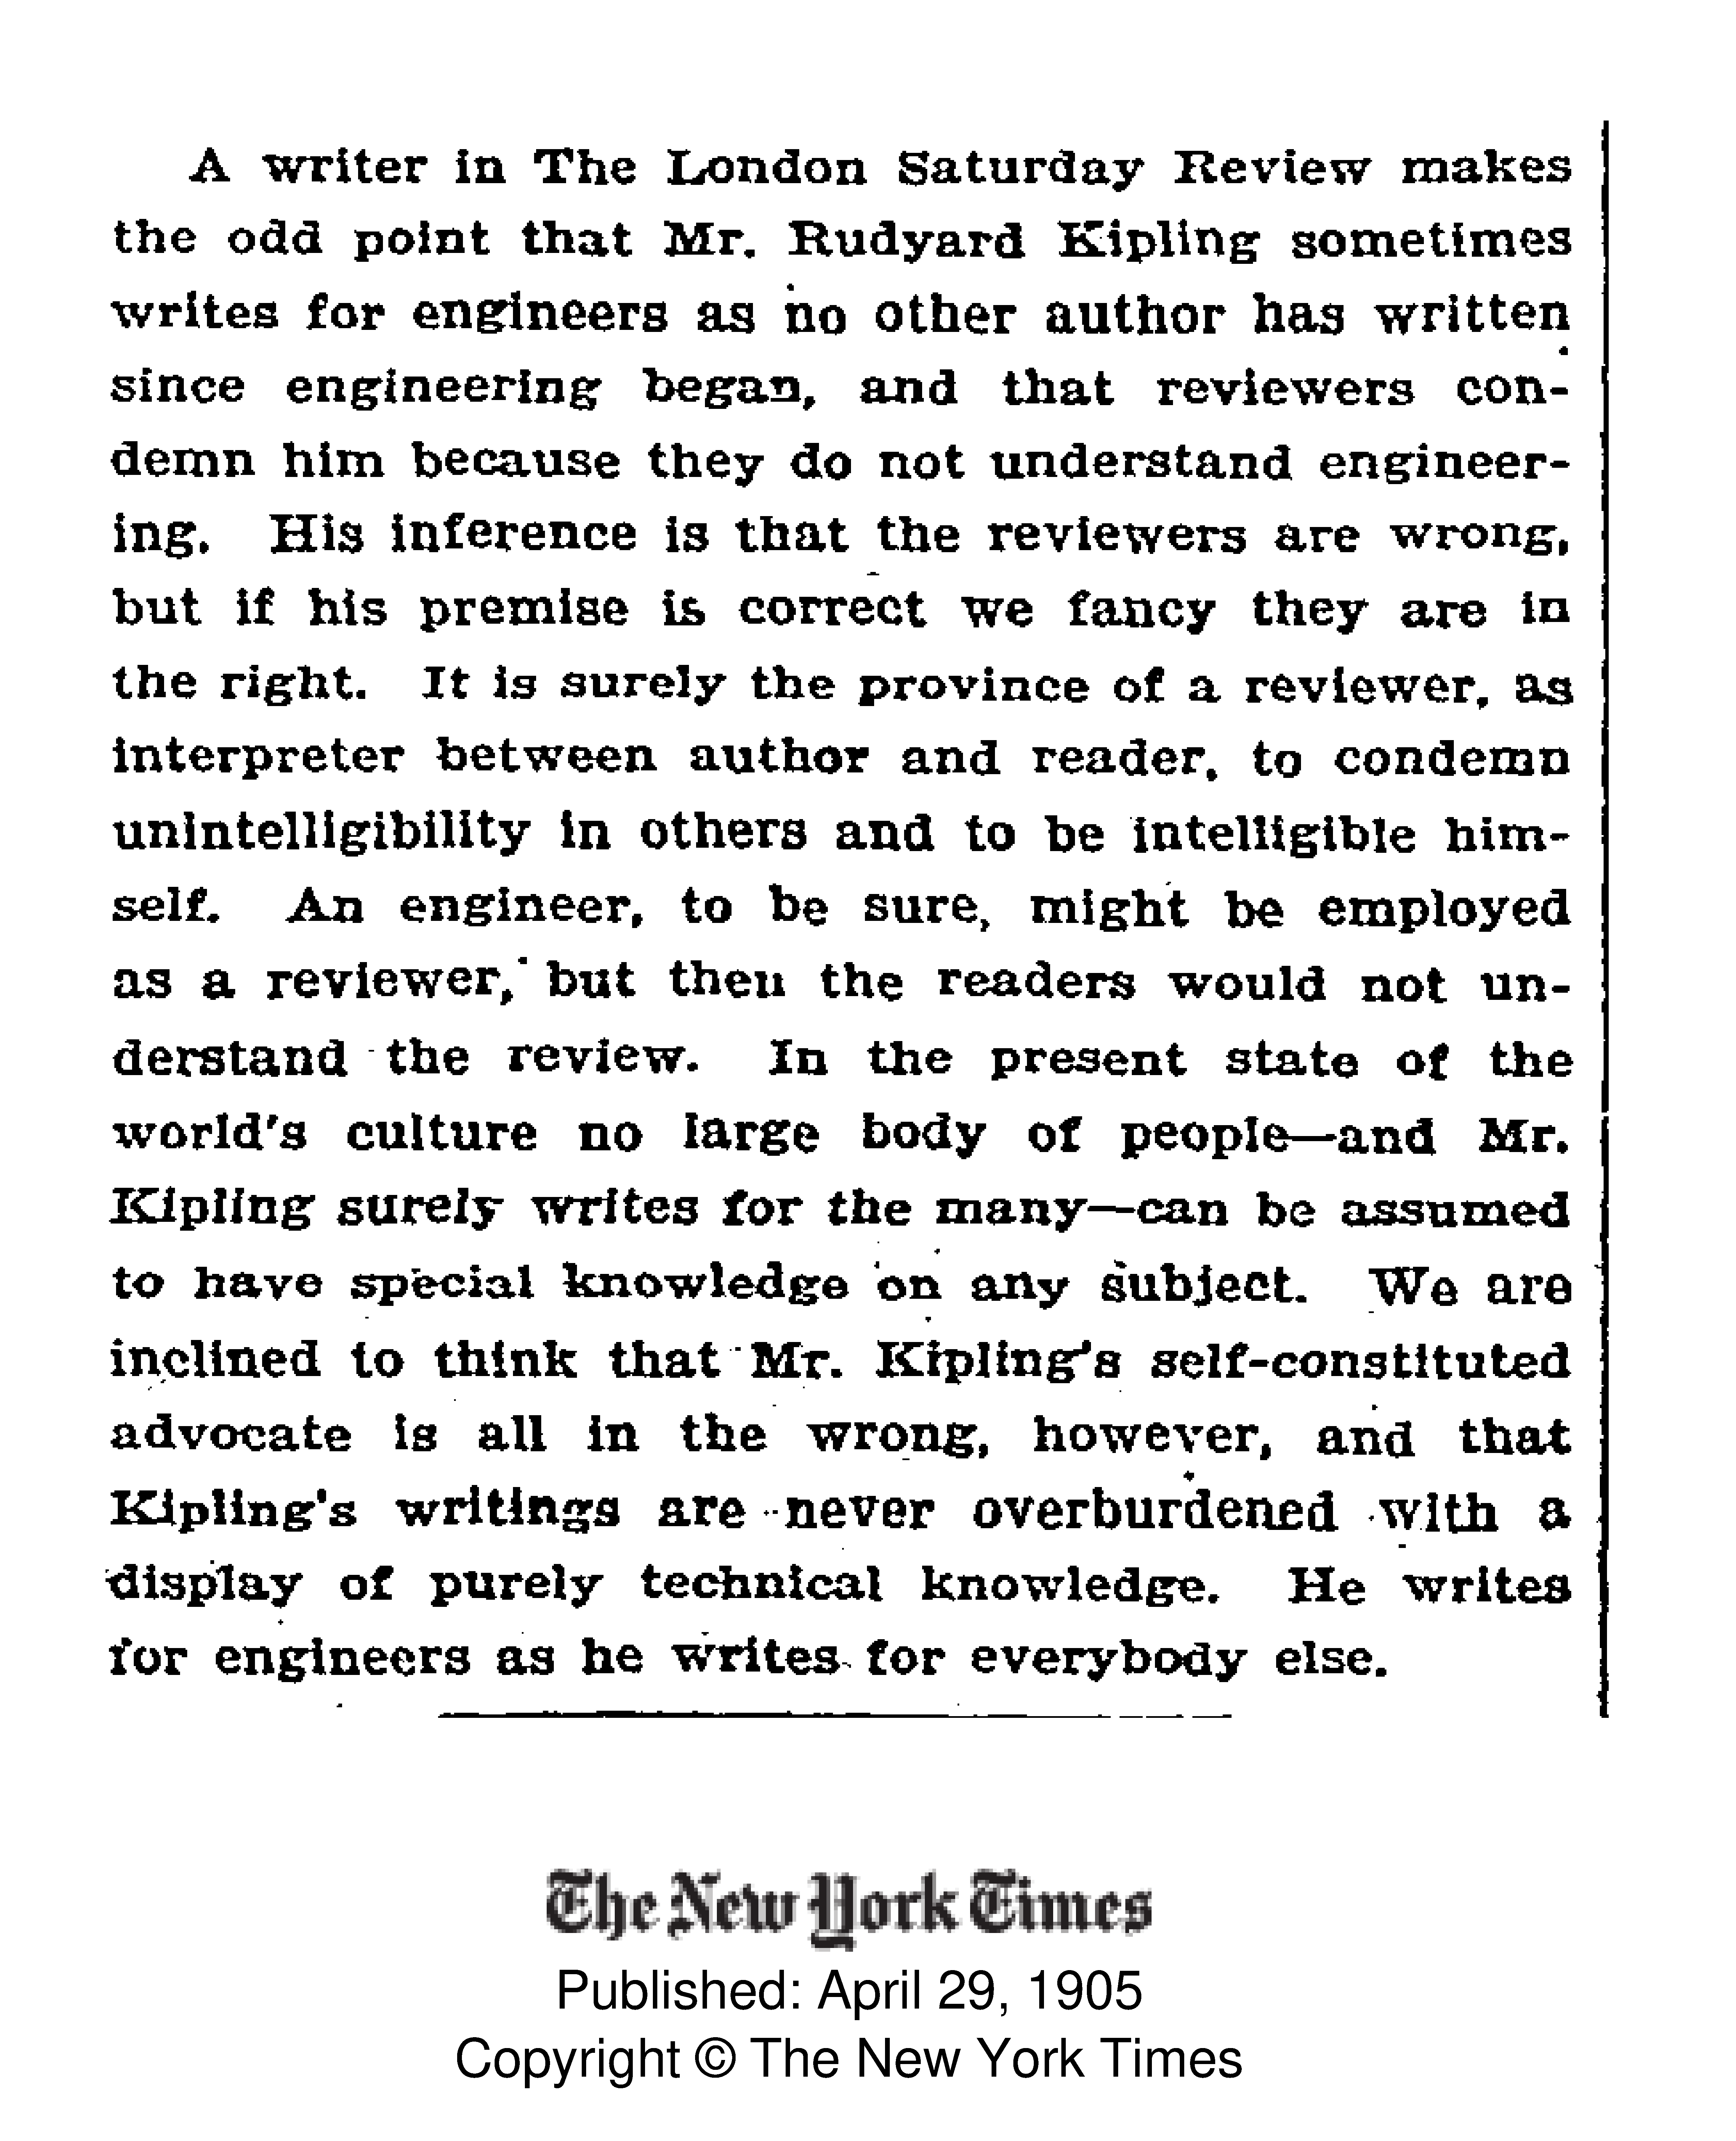 A writer in The London Saturday Review makes
the odd point that Mr. Rudyard Kipling sometimes
writes for engineers as no other author has written
since engineering began, and that reviewers con-
demn him because they do not understand engineer-
ing. His inference is that the reviewers are wrong,
but if his premise is correct we fancy they are in
the right. It is surely the province of a reviewer, as
interpreter between author and reader, to condemn
unintelligibility in others and to be intelligible him-
self. An engineer, to be sure, might be employed
as a reviewer, but then the readers would not un-
derstand the review. In the present state of the
world's culture no large body of people—and Mr.
Kipling surely writes for the many—can be assumed
to have special knowledge on any subject. We are
inclined to think that Mr. Kipling's self-constituted
advocate is all in the wrong, however, and that
Kipling's writings are never overburdened with a
display of purely technical knowledge. He writes
for engineers as he writes for everybody else.
The New York Times
Published: April 29, 1905
Copyright © The New York Times